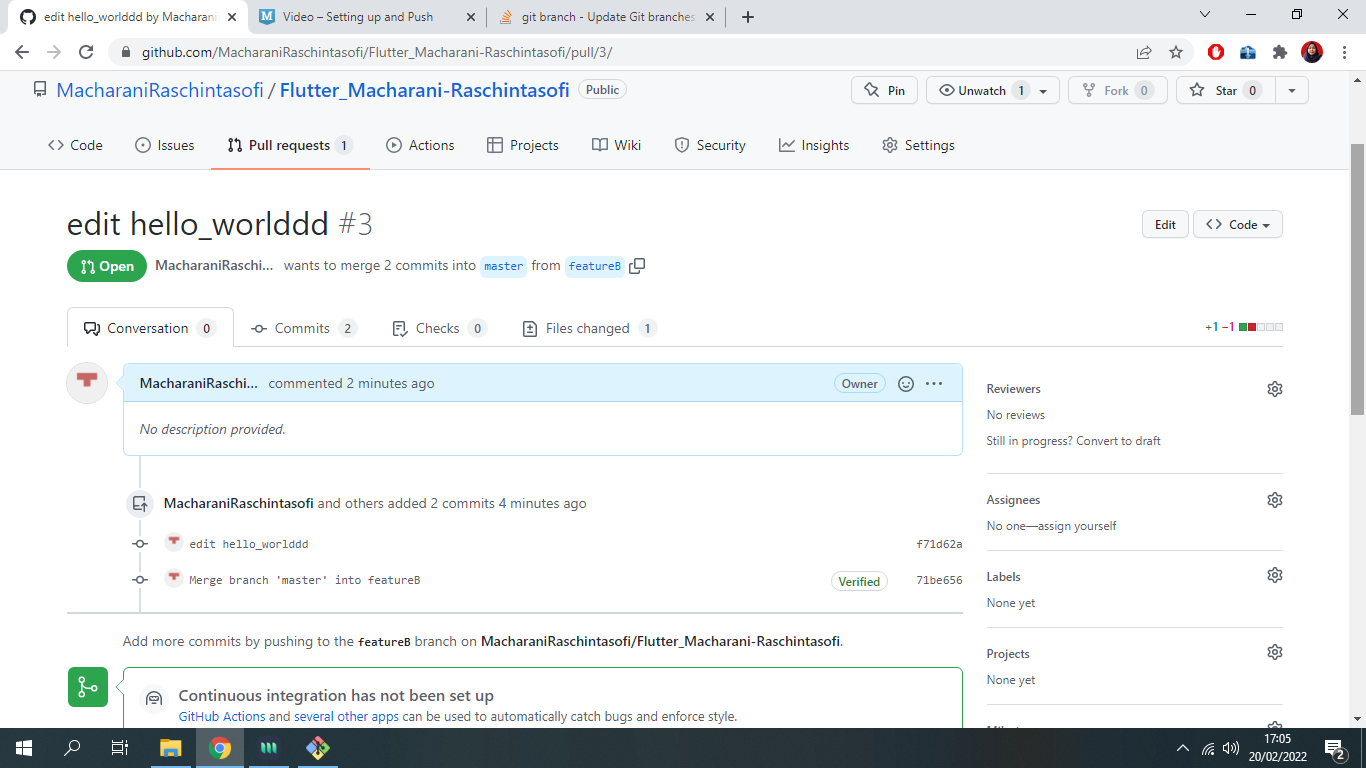 edit hello_worlddd by Macharani
Video – Setting up and Push
git branch - Update Git branches
github.com/MacharaniRaschintasofi/Flutter_Macharani-Raschintasofi/pull/3/
MacharaniRaschintasofi / Flutter_Macharani-Raschintasofi Public
Pin Unwatch 1 Fork 0 Star 0
Code Issues Pull requests 1 Actions Projects Wiki Security Insights Settings
edit hello_worlddd #3
Edit Code
Open MacharaniRaschi... wants to merge 2 commits into master from featureB
Conversation 0 Commits 2 Checks 0 Files changed 1 +1 −1
MacharaniRaschi... commented 2 minutes ago Owner
No description provided.
MacharaniRaschintasofi and others added 2 commits 4 minutes ago
edit hello_worlddd f71d62a
Merge branch 'master' into featureB Verified 71be656
Add more commits by pushing to the featureB branch on MacharaniRaschintasofi/Flutter_Macharani-Raschintasofi.
Continuous integration has not been set up
GitHub Actions and several other apps can be used to automatically catch bugs and enforce style.
Reviewers
No reviews
Still in progress? Convert to draft
Assignees
No one—assign yourself
Labels
None yet
Projects
None yet
17:05
20/02/2022
2